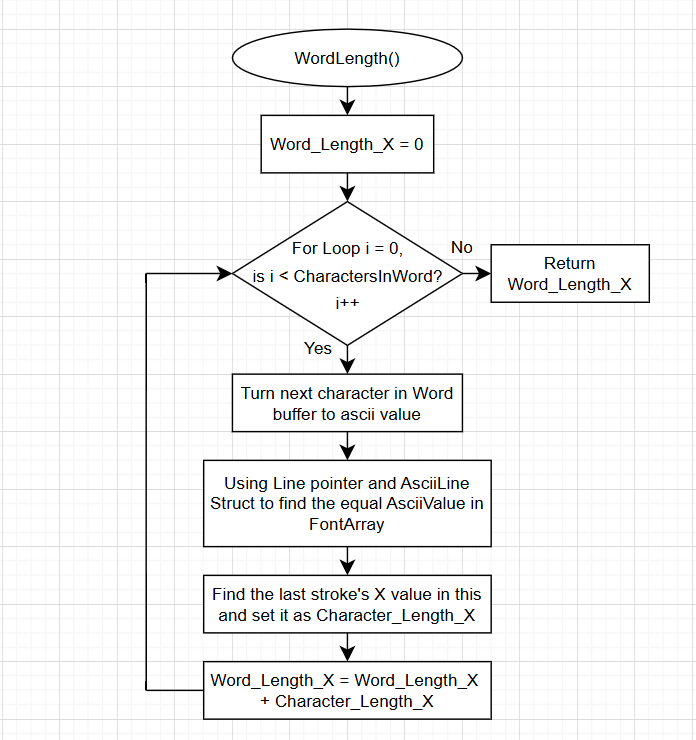 WordLength()
Word_Length_X = 0
For Loop i = 0,
is i < CharactersInWord?
i++
No
Return
Word_Length_X
Yes
Turn next character in Word
buffer to ascii value
Using Line pointer and AsciiLine
Struct to find the equal AsciiValue in
FontArray
Find the last stroke's X value in this
and set it as Character_Length_X
Word_Length_X = Word_Length_X
+ Character_Length_X